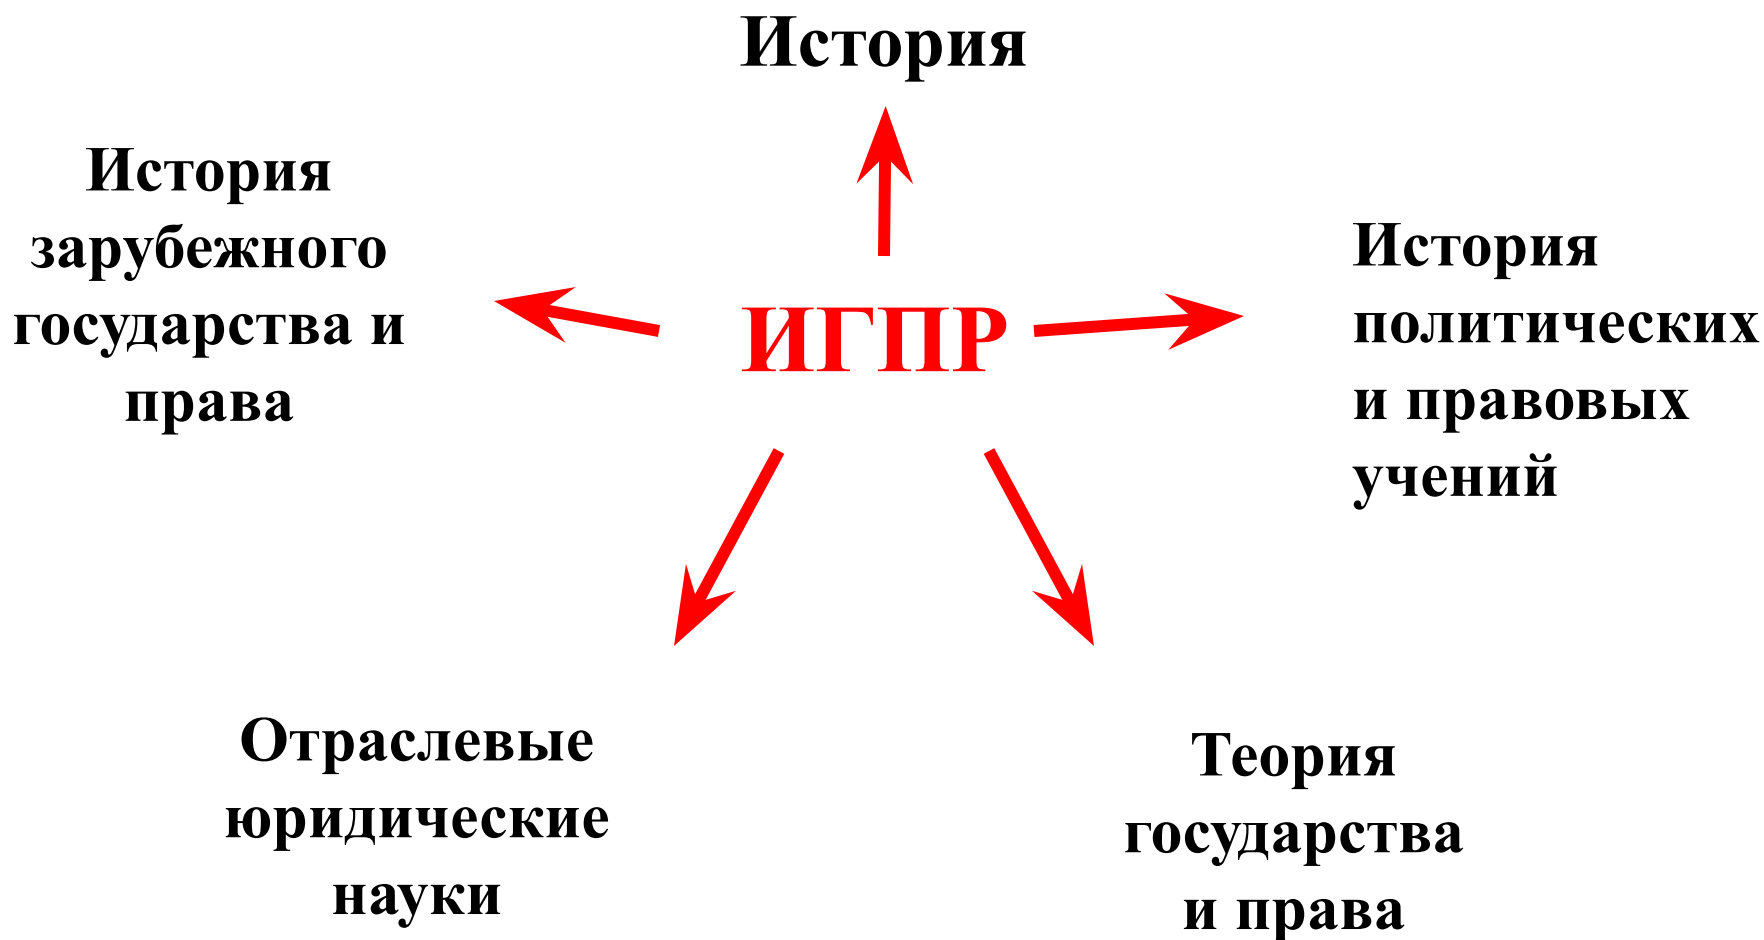 История
История
зарубежного
государства и
права
ИГПР
История
политических
и правовых
учений
Отраслевые
юридические
науки
Теория
государства
и права